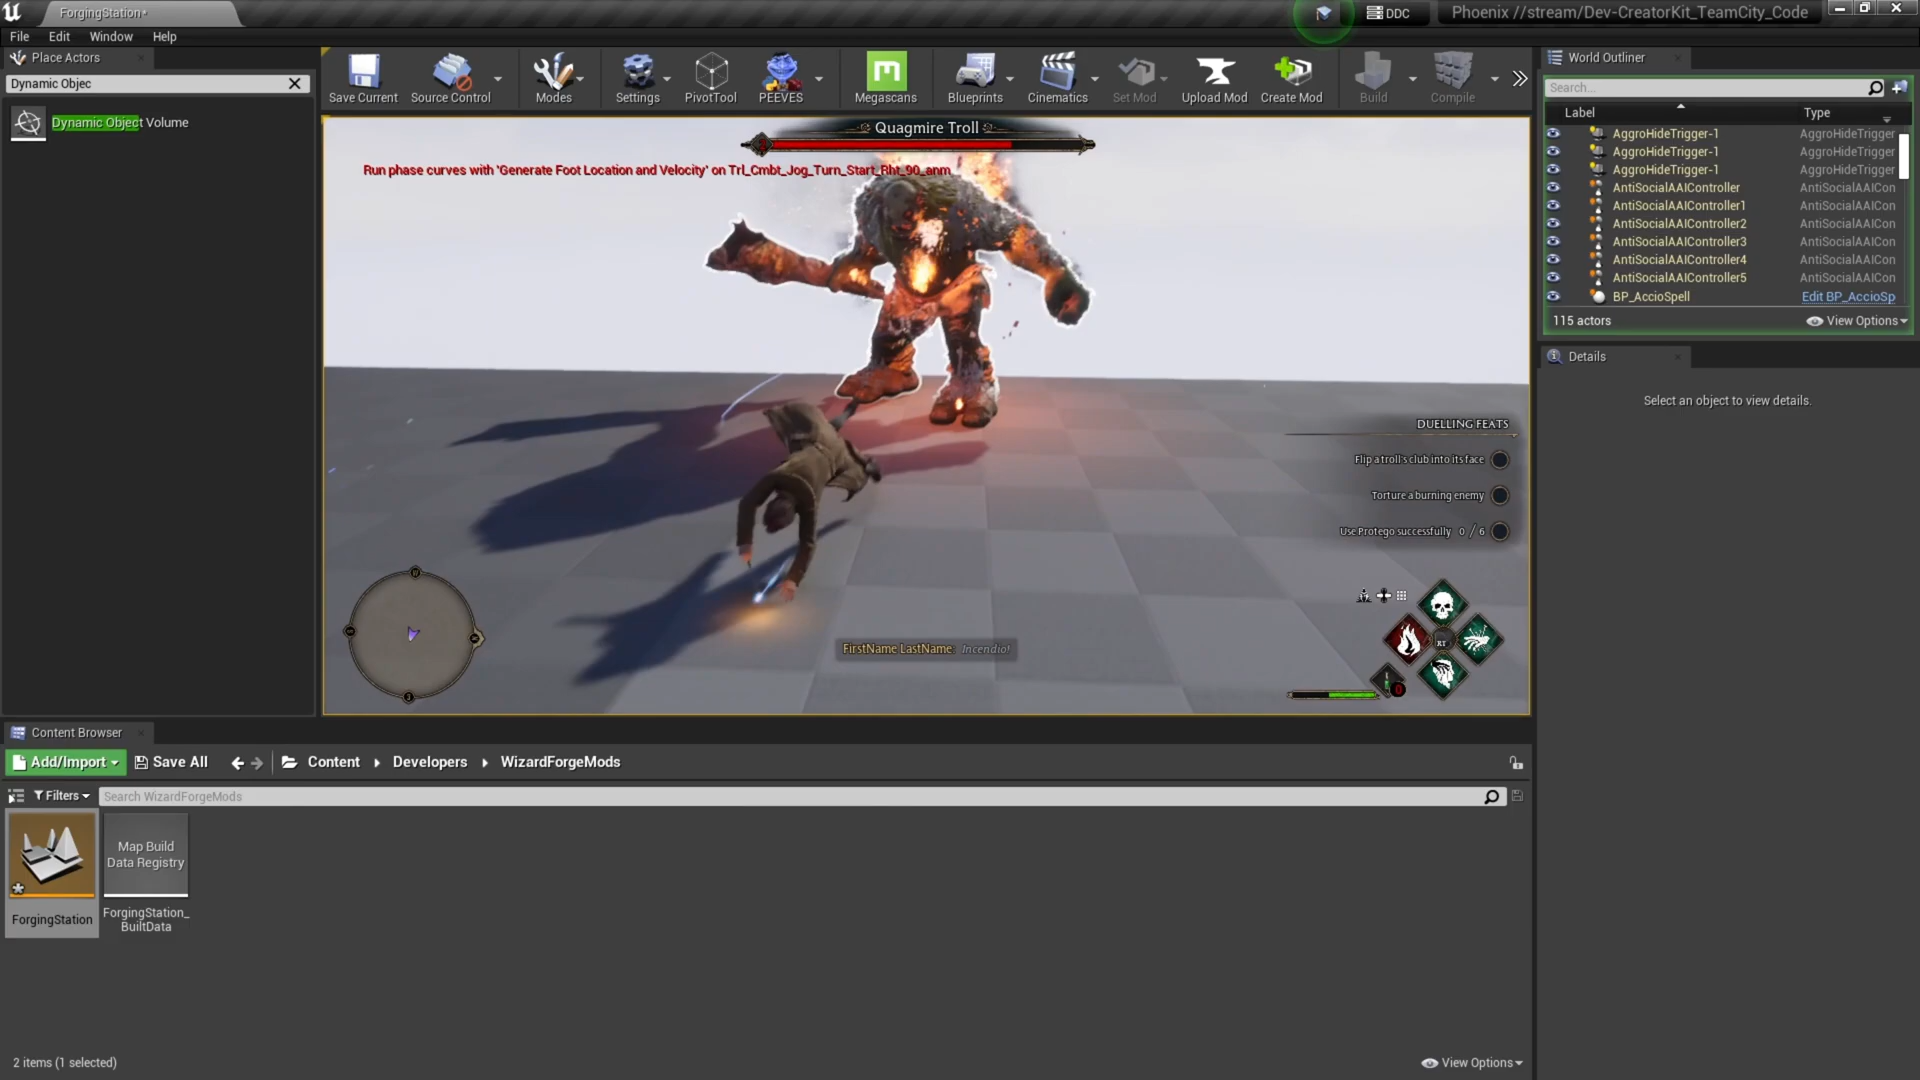 ForgingStation*
DDC
Phoenix //stream/Dev-CreatorKit_TeamCity_Code
File Edit Window Help
Place Actors
World Outliner
Dynamic Objec
Dynamic Object Volume
Save Current
Source Control
Modes
Settings
PivotTool
PEEVES
Megascans
Blueprints
Cinematics
Set Mod
Upload Mod
Create Mod
Build
Compile
Search...
Label Type
AggroHideTrigger-1 AggroHideTrigger
AggroHideTrigger-1 AggroHideTrigger
AggroHideTrigger-1 AggroHideTrigger
AntiSocialAAIController AntiSocialAAICon
AntiSocialAAIController1 AntiSocialAAICon
AntiSocialAAIController2 AntiSocialAAICon
AntiSocialAAIController3 AntiSocialAAICon
AntiSocialAAIController4 AntiSocialAAICon
AntiSocialAAIController5 AntiSocialAAICon
BP_AccioSpell Edit BP_AccioSp
115 actors View Options
Details
Select an object to view details.
Quagmire Troll
Run phase curves with 'Generate Foot Location and Velocity' on Trl_Cmbt_Jog_Turn_Start_Rht_90_anm
DUELLING FEATS
Flip a troll's club into its face
Torture a burning enemy
Use Protego successfully 0 / 6
RT
0
FirstName LastName: Incendio!
Content Browser
Add/Import Save All Content Developers WizardForgeMods
Filters Search WizardForgeMods
Map Build
Data Registry
ForgingStation
ForgingStation_
BuiltData
2 items (1 selected)
View Options